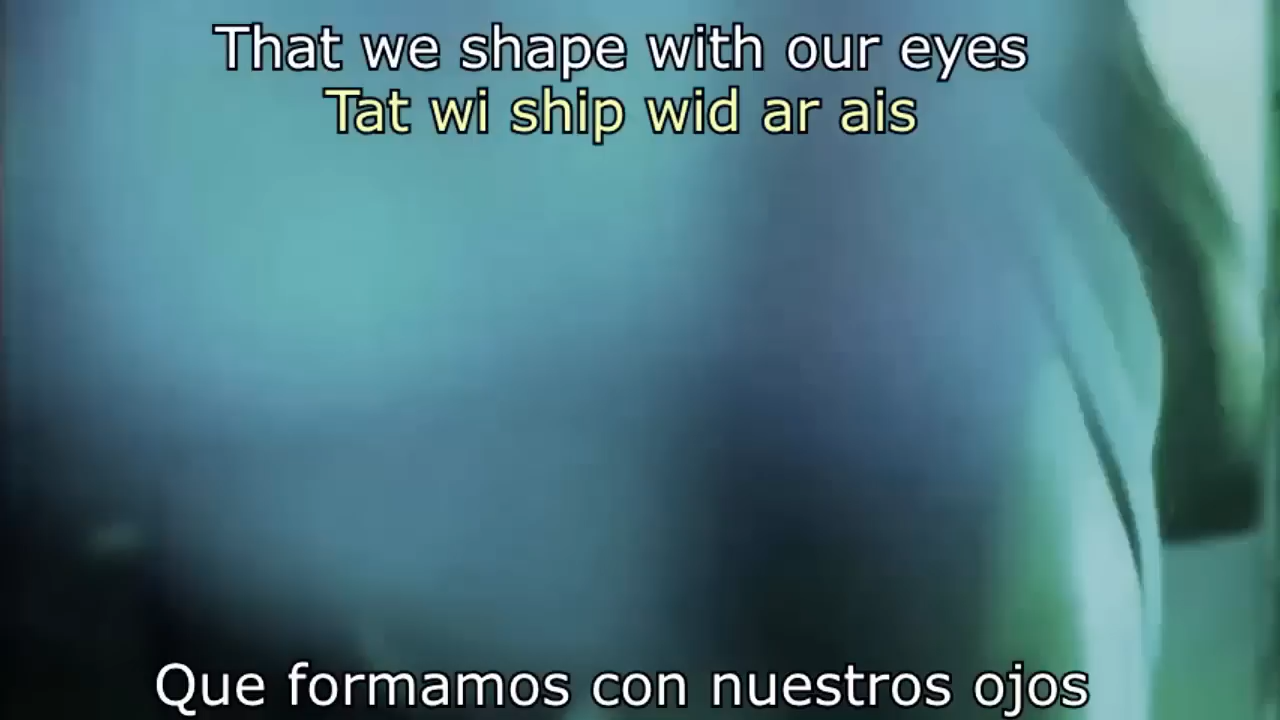 That we shape with our eyes
Tat wi ship wid ar ais
Que formamos con nuestros ojos